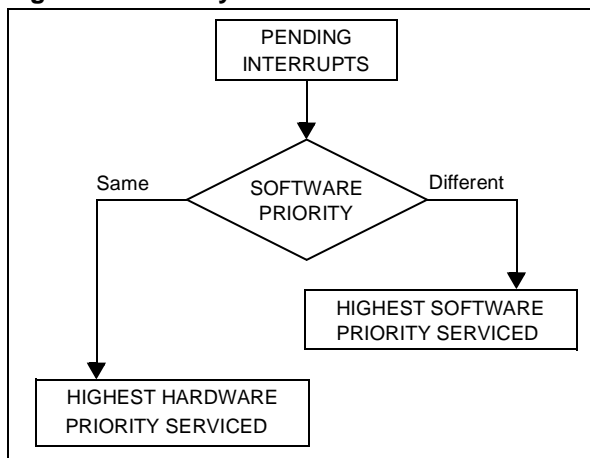 PENDING
INTERRUPTS
Same
SOFTWARE
PRIORITY
Different
HIGHEST SOFTWARE
PRIORITY SERVICED
HIGHEST HARDWARE
PRIORITY SERVICED